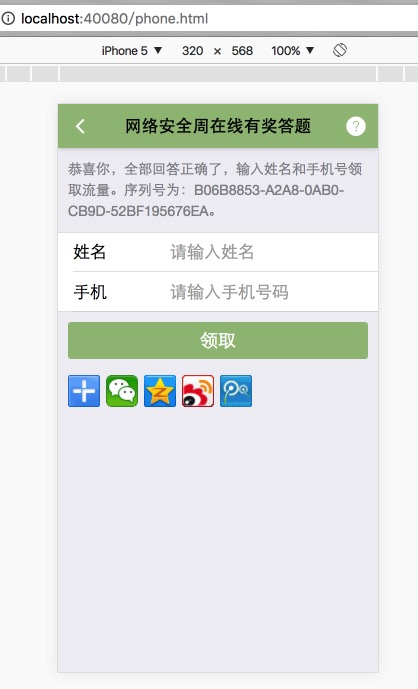 localhost:40080/phone.html
iPhone 5 ▼ 320 × 568 100% ▼
网络安全周在线有奖答题 ?
恭喜你，全部回答正确了，输入姓名和手机号领
取流量。序列号为：B06B8853-A2A8-0AB0-
CB9D-52BF195676EA。
姓名 请输入姓名
手机 请输入手机号码
领取